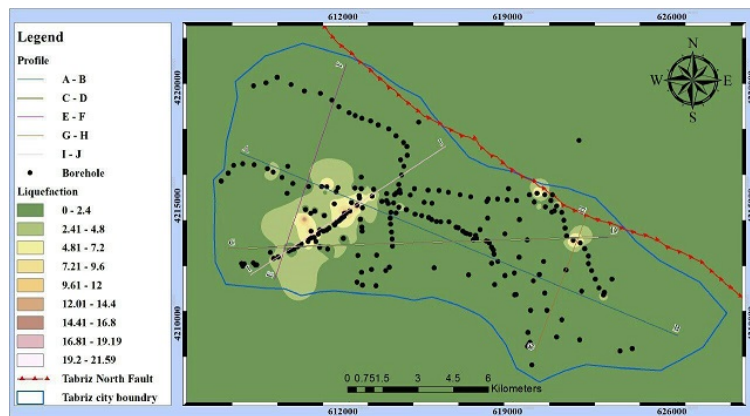 Legend
Profile
A - B
C - D
E - F
G - H
I - J
Borehole
Liquefaction
0 - 2.4
2.41 - 4.8
4.81 - 7.2
7.21 - 9.6
9.61 - 12
12.01 - 14.4
14.41 - 16.8
16.81 - 19.19
19.2 - 21.59
Tabriz North Fault
Tabriz city boundry
612000
619000
626000
4220000
4215000
4210000
N
W
E
S
0 0.75 1.5 3 4.5 6
Kilometers
612000
619000
626000